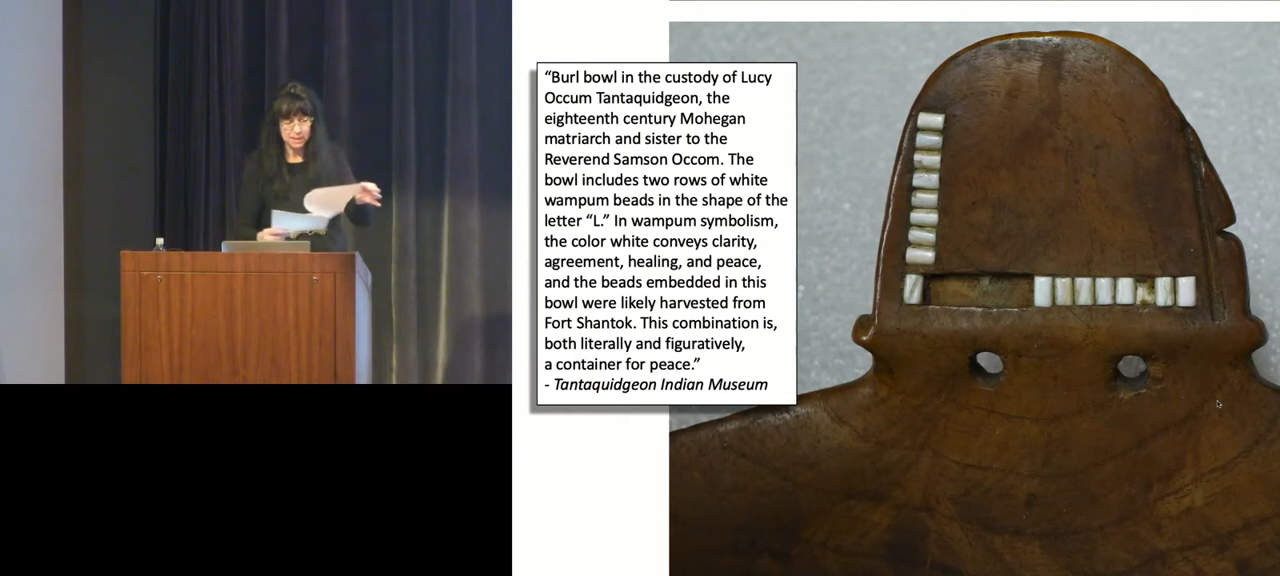 “Burl bowl in the custody of Lucy
Occum Tantaquidgeon, the
eighteenth century Mohegan
matriarch and sister to the
Reverend Samson Occom. The
bowl includes two rows of white
wampum beads in the shape of the
letter “L.” In wampum symbolism,
the color white conveys clarity,
agreement, healing, and peace,
and the beads embedded in this
bowl were likely harvested from
Fort Shantok. This combination is,
both literally and figuratively,
a container for peace.”
- Tantaquidgeon Indian Museum